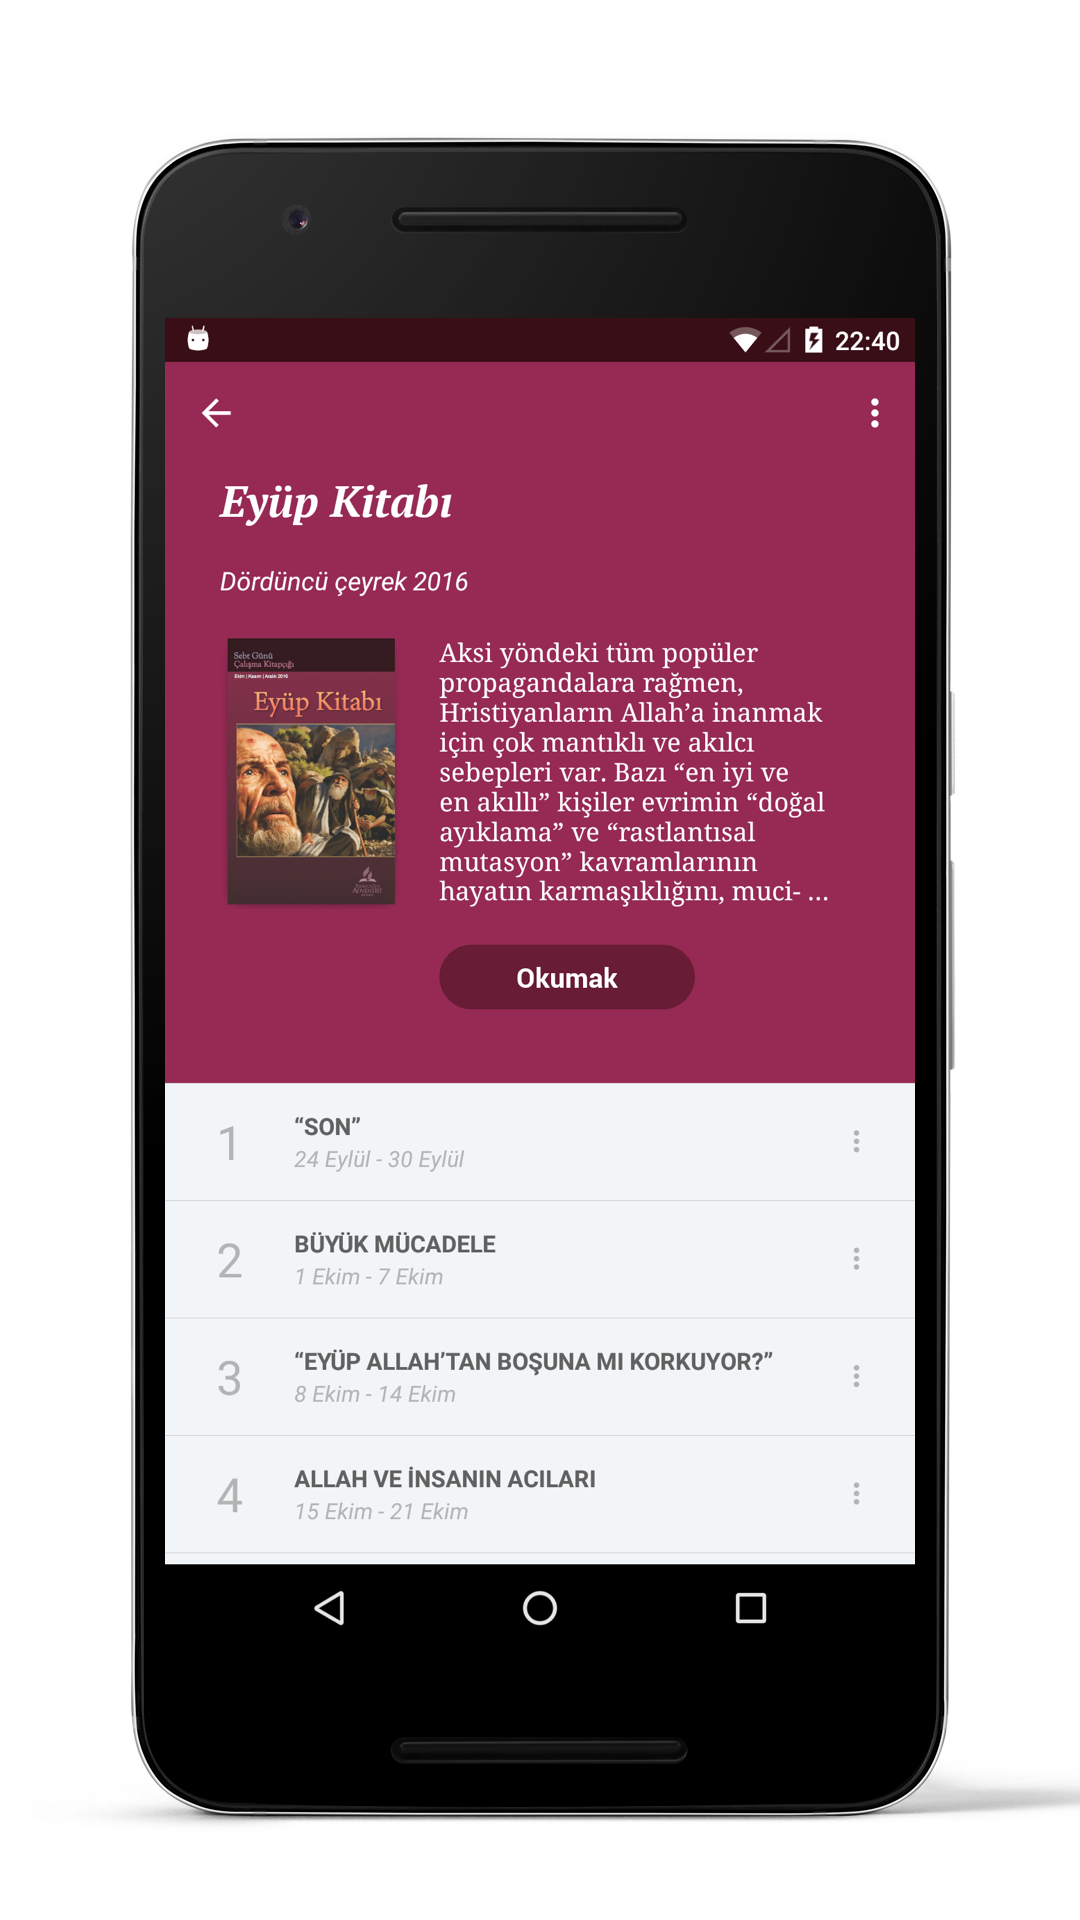 22:40
Eyüp Kitabı
Dördüncü çeyrek 2016
Sebt Günü
Çalışma Kitapçığı
Ekim | Kasım | Aralık 2016
Eyüp Kitabı
ADVENTIST
Aksi yöndeki tüm popüler
propagandalara rağmen,
Hristiyanların Allah’a inanmak
için çok mantıklı ve akılcı
sebepleri var. Bazı “en iyi ve
en akıllı” kişiler evrimin “doğal
ayıklama” ve “rastlantısal
mutasyon” kavramlarının
hayatın karmaşıklığını, muci- ...
Okumak
1
“SON”
24 Eylül - 30 Eylül
2
BÜYÜK MÜCADELE
1 Ekim - 7 Ekim
3
“EYÜP ALLAH’TAN BOŞUNA MI KORKUYOR?”
8 Ekim - 14 Ekim
4
ALLAH VE İNSANIN ACILARI
15 Ekim - 21 Ekim